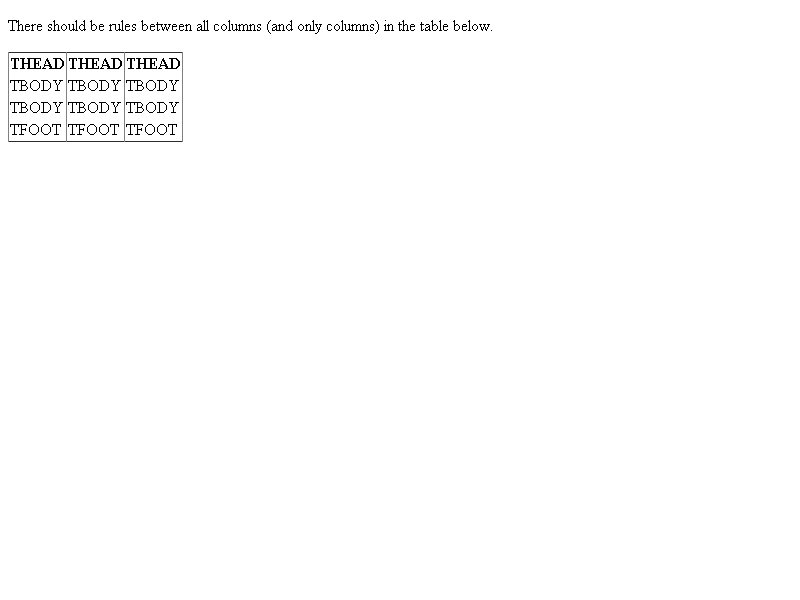 There should be rules between all columns (and only columns) in the table below.
THEAD THEAD THEAD
TBODY TBODY TBODY
TBODY TBODY TBODY
TFOOT TFOOT TFOOT